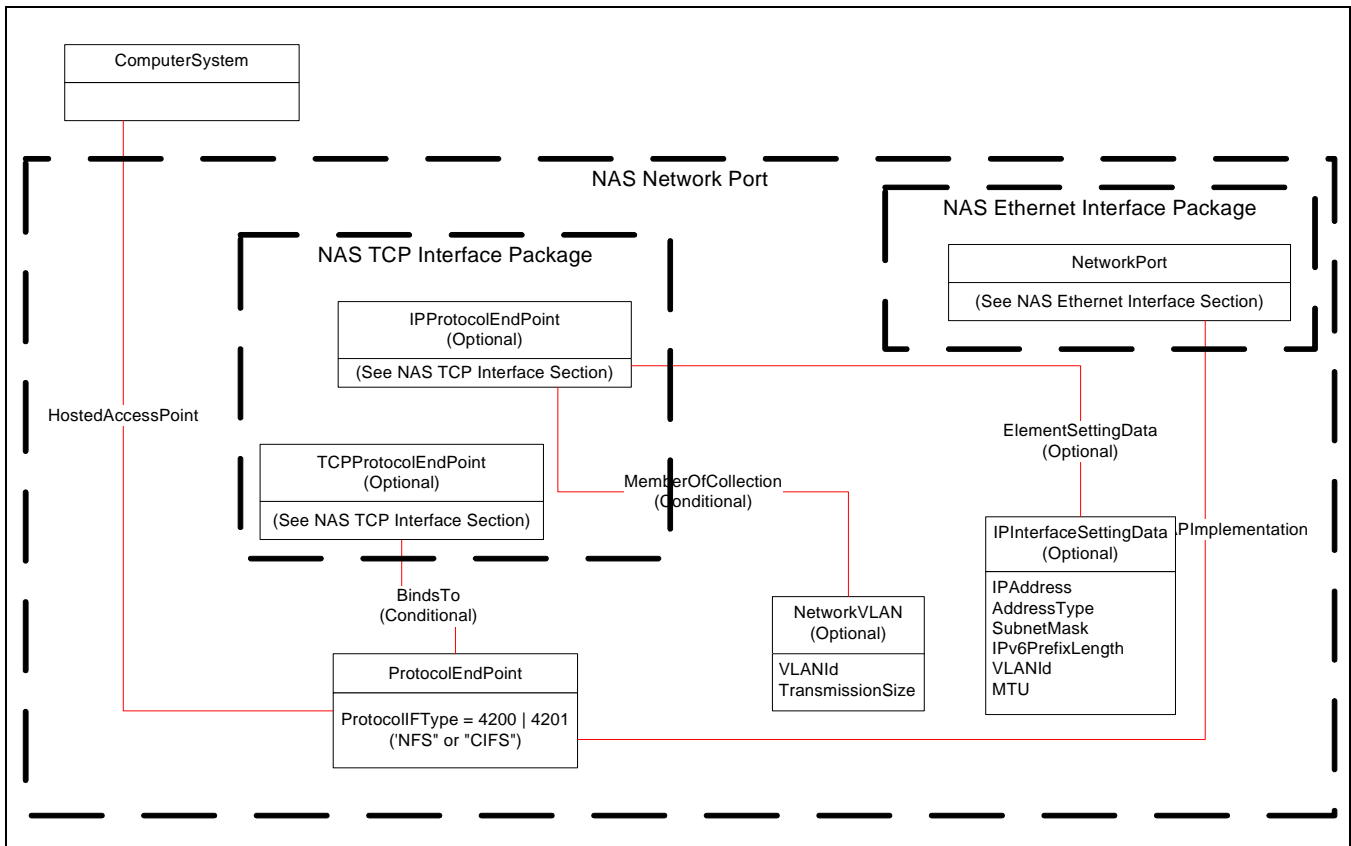 ComputerSystem
NAS Network Port
NAS Ethernet Interface Package
NetworkPort
(See NAS Ethernet Interface Section)
NAS TCP Interface Package
IPProtocolEndPoint
(Optional)
(See NAS TCP Interface Section)
HostedAccessPoint
ElementSettingData
(Optional)
TCPProtocolEndPoint
(Optional)
(See NAS TCP Interface Section)
MemberOfCollection
(Conditional)
IPInterfaceSettingData
(Optional)
IPAddress
AddressType
SubnetMask
IPv6PrefixLength
VLANId
MTU
PImplementation
BindsTo
(Conditional)
NetworkVLAN
(Optional)
VLANId
TransmissionSize
ProtocolEndPoint
ProtocolIFType = 4200 | 4201
('NFS" or "CIFS")